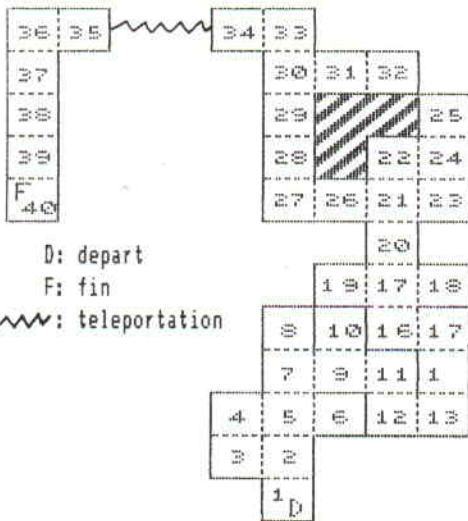 36 35 34 33
37 30 31 32
38 29 25
39 28 22 24
F 40 27 26 21 23
20
D: depart
19 17 18
F: fin
8 10 16 17
: teleportation
7 9 11 1
4 5 6 12 13
3 2
1 D